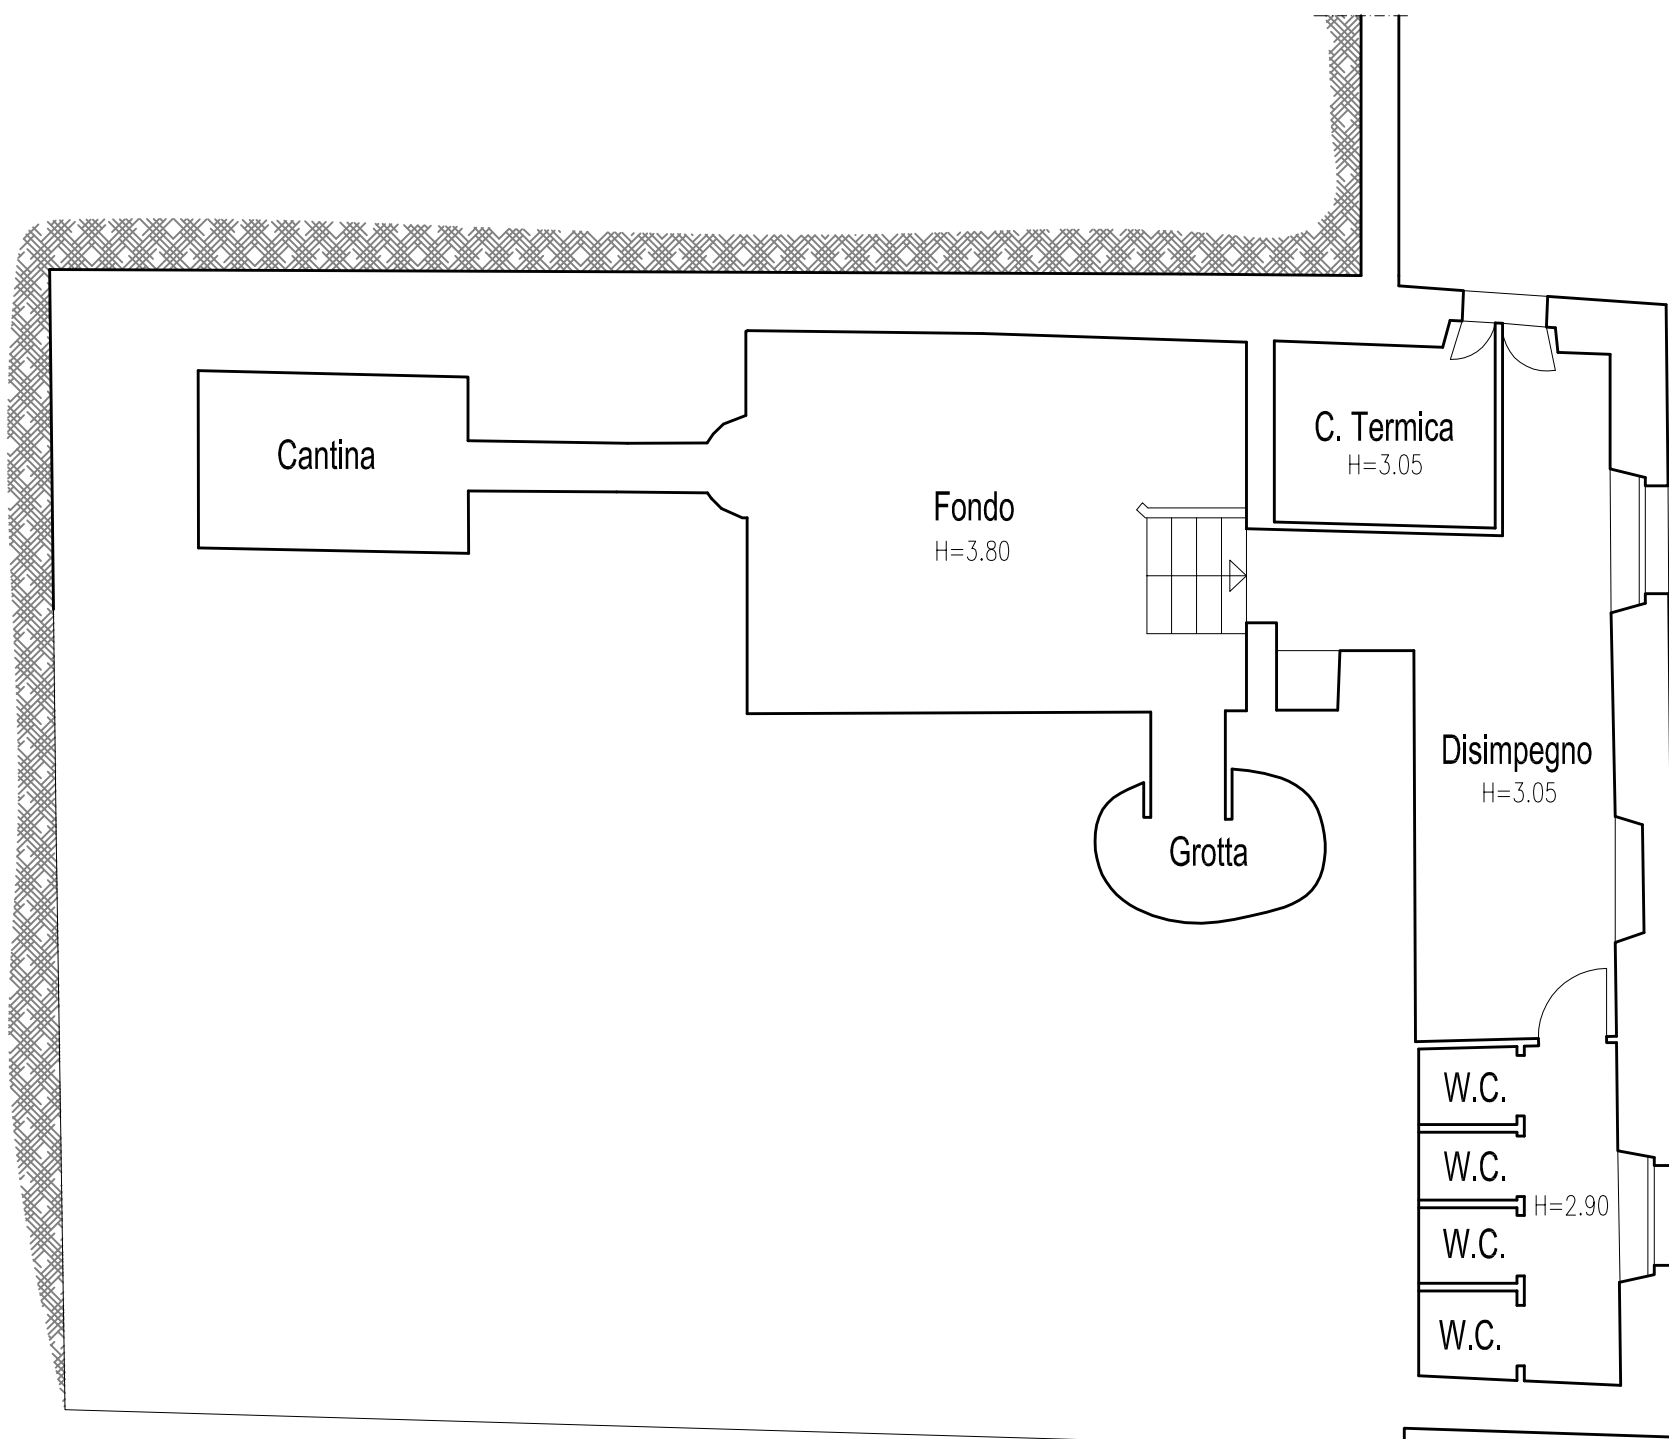 C. Termica
H=3.05
Cantina
Fondo
H=3.80
Disimpegno
H=3.05
Grotta
W.C.
W.C.
H=2.90
W.C.
W.C.